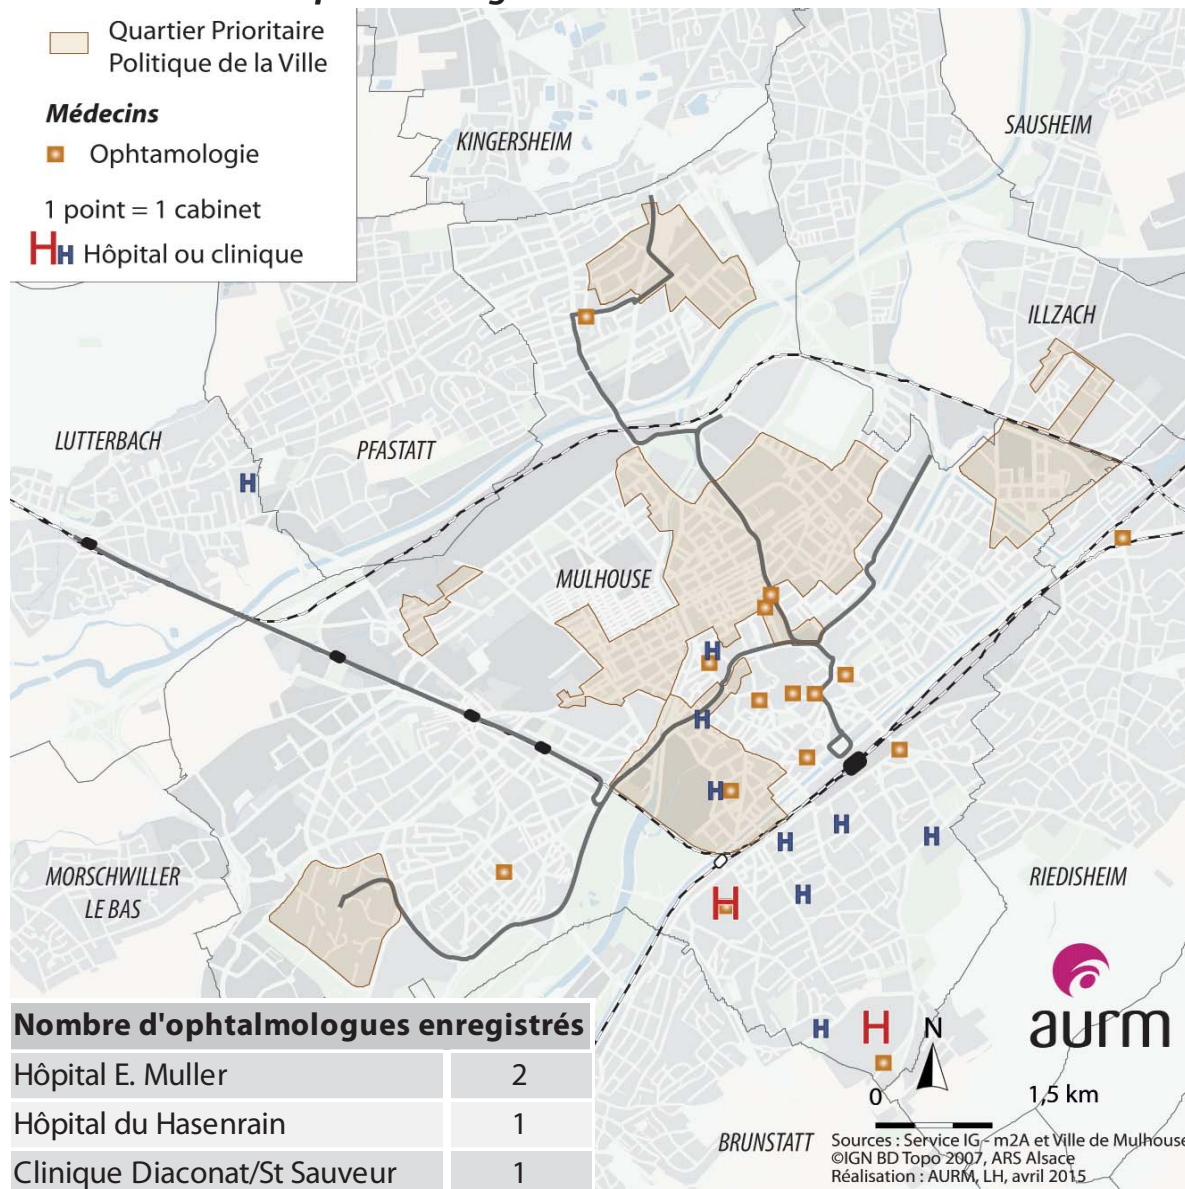 Quartier Prioritaire
Politique de la Ville
Médecins
Ophtamologie
1 point = 1 cabinet
HH Hôpital ou clinique
KINGERSHEIM
SAUSHEIM
ILLZACH
LUTTERBACH
PFASTATT
H
MULHOUSE
H
H
H
H
H
H
H
H
MORSCHWILLER
LE BAS
RIEDISHEIM
H
H
N
aurm
0
1,5 km
BRUNSTATT
Sources : Service IG - m2A et Ville de Mulhouse
©IGN BD Topo 2007, ARS Alsace
Réalisation : AURM, LH, avril 2015
Nombre d'ophtalmologues enregistrés
Hôpital E. Muller 2
Hôpital du Hasenrain 1
Clinique Diaconat/St Sauveur 1